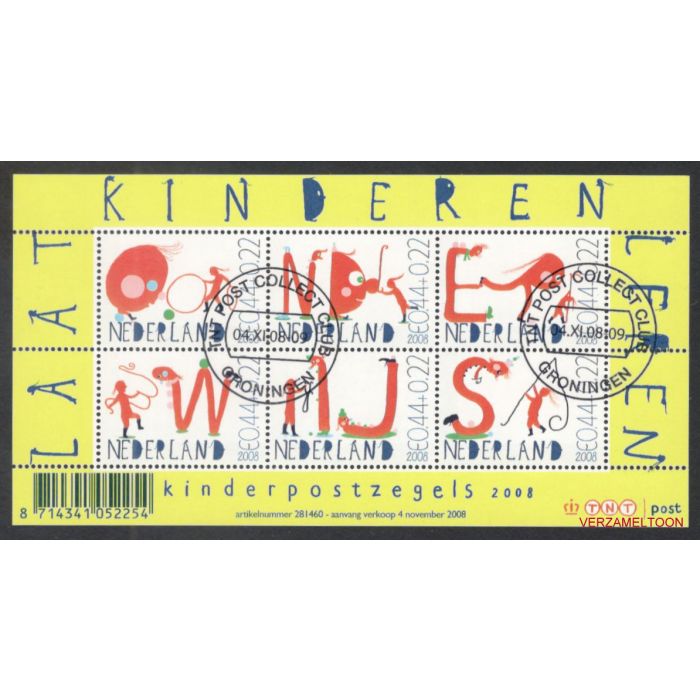 KINDEREN
LAAT
LEREN
O €0.44+0.22
ND €0.44+0.22
E €0.44+0.22
NEDERLAND 2008
NEDERLAND 2008
NEDERLAND 2008
TNT POST COLLECT CLUB
04.XI.08-09
GRONINGEN
TNT POST COLLECT CLUB
04.XI.08-09
GRONINGEN
W €0.44+0.22
IJ €0.44+0.22
S €0.44+0.22
NEDERLAND 2008
NEDERLAND 2008
NEDERLAND 2008
kinderpostzegels 2008
8 714341 052254
artikelnummer 281460 - aanvang verkoop 4 november 2008
TNT post
VERZAMELTOON